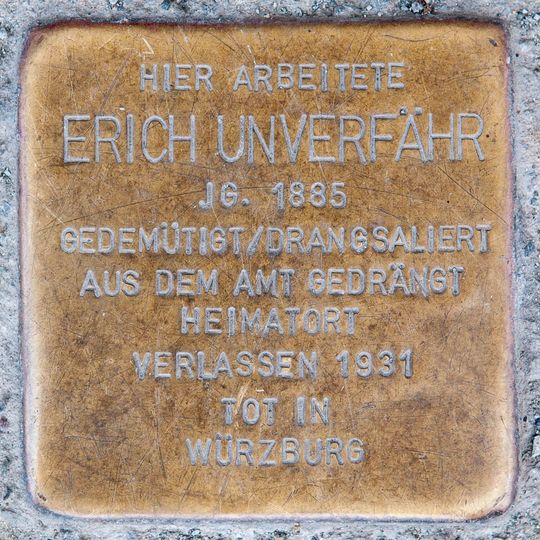 HIER ARBEITETE
ERICH UNVERFÄHR
JG. 1885
GEDEMÜTIGT/DRANGSALIERT
AUS DEM AMT GEDRÄNGT
HEIMATORT
VERLASSEN 1931
TOT IN
WÜRZBURG